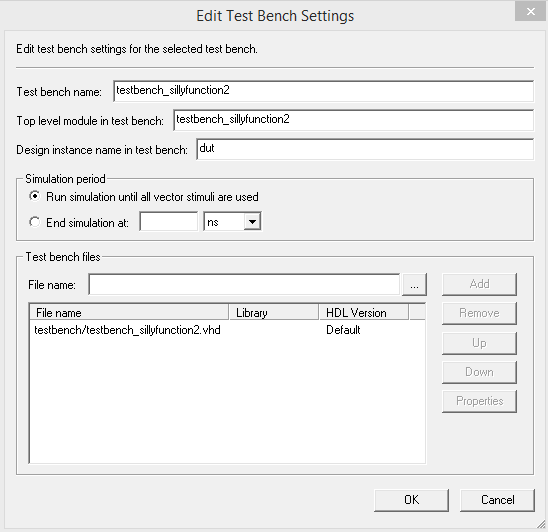 Edit Test Bench Settings
Edit test bench settings for the selected test bench.
Test bench name: testbench_sillyfunction2
Top level module in test bench: testbench_sillyfunction2
Design instance name in test bench: dut
Simulation period
Run simulation until all vector stimuli are used
End simulation at: ns
Test bench files
File name: ... Add
File name Library HDL Version Remove
testbench/testbench_sillyfunction2.vhd Default
Up
Down
Properties
OK Cancel